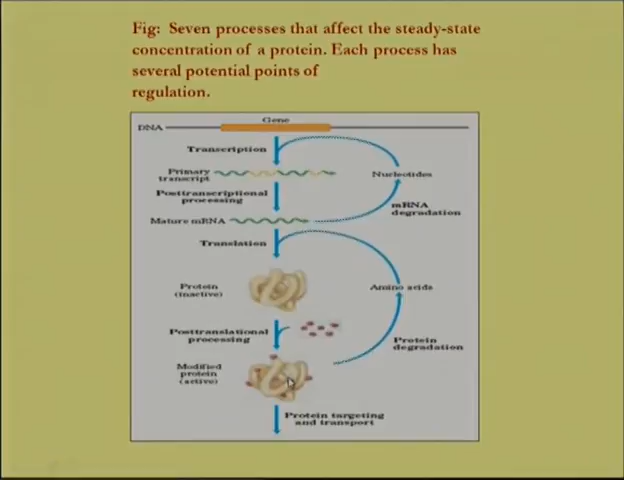 Fig: Seven processes that affect the steady-state
concentration of a protein. Each process has
several potential points of
regulation.
Gene
DNA
Transcription
Primary
transcript
Nucleotides
Posttranscriptional
processing
mRNA
degradation
Mature mRNA
Translation
Protein
(inactive)
Amino acids
Posttranslational
processing
Protein
degradation
Modified
protein
(active)
Protein targeting
and transport